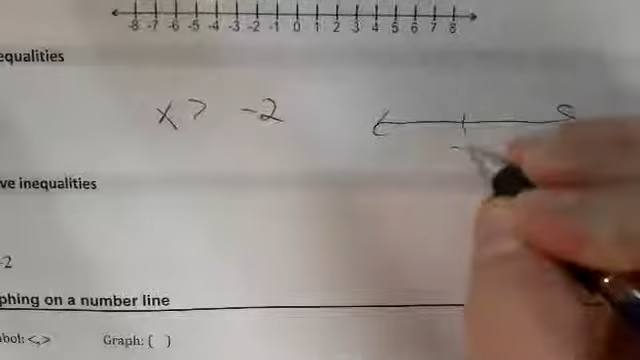 -8 -7 -6 -5 -4 -3 -2 -1 0 1 2 3 4 5 6 7 8
equalities
x > -2
ve inequalities
-2
phing on a number line
bol: <,> Graph: ( )